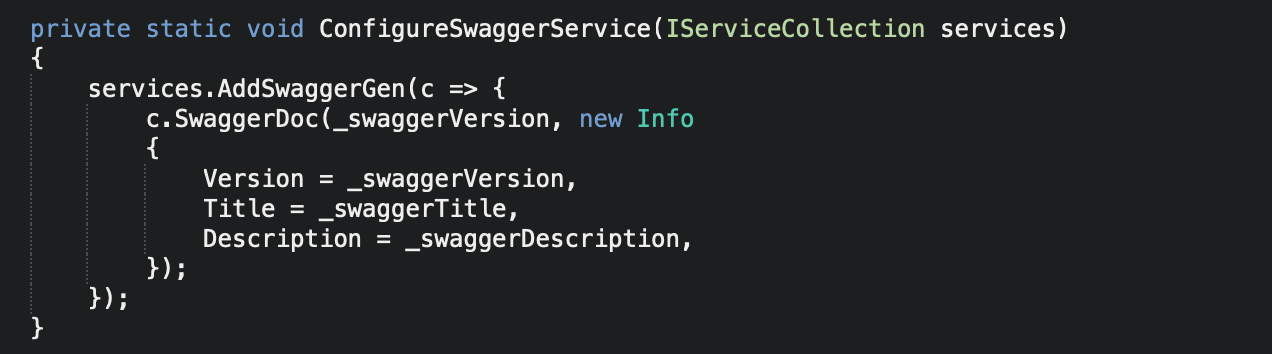 private static void ConfigureSwaggerService(IServiceCollection services)
{
    services.AddSwaggerGen(c => {
        c.SwaggerDoc(_swaggerVersion, new Info
        {
            Version = _swaggerVersion,
            Title = _swaggerTitle,
            Description = _swaggerDescription,
        });
    });
}